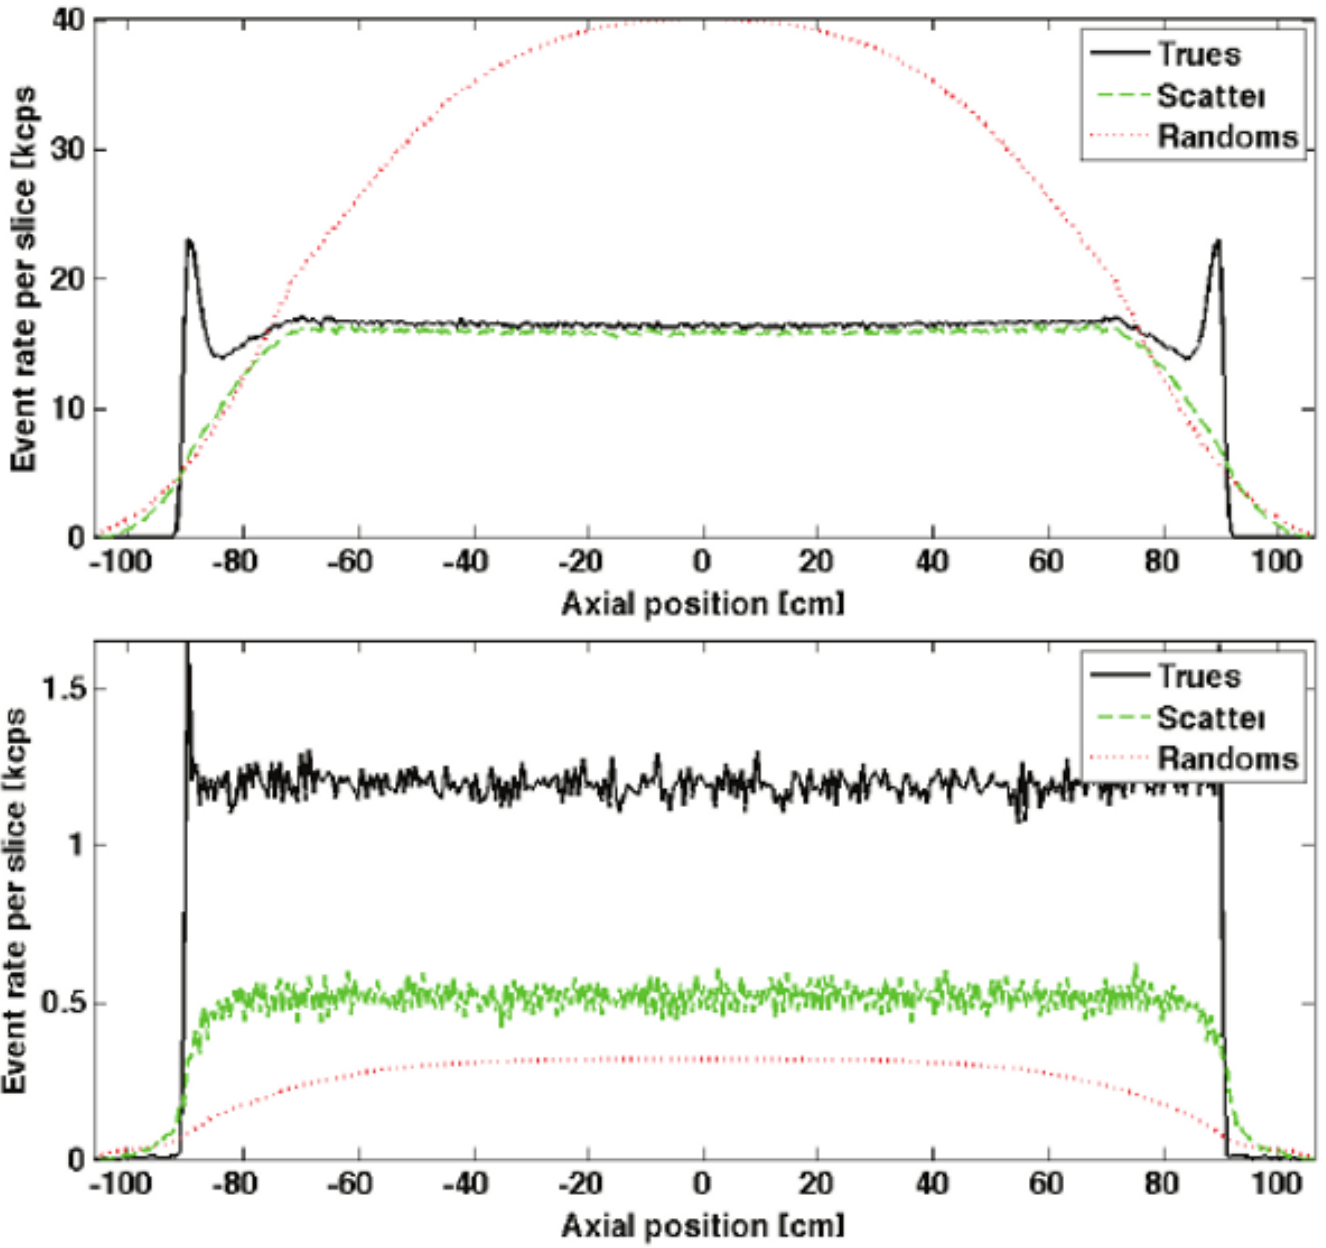 40
30
20
10
0
Event rate per slice [kcps
Trues
Scatter
Randoms
-100 -80 -60 -40 -20 0 20 40 60 80 100
Axial position [cm]
1.5
1
0.5
0
Event rate per slice [kcps
Trues
Scatter
Randoms
-100 -80 -60 -40 -20 0 20 40 60 80 100
Axial position [cm]